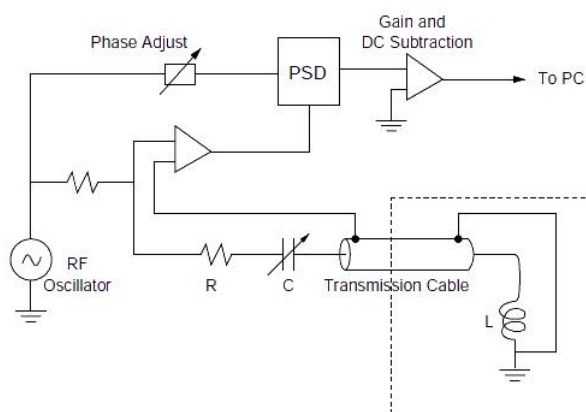 Phase Adjust
PSD
Gain and
DC Subtraction
To PC
RF
Oscillator
R
C
Transmission Cable
L